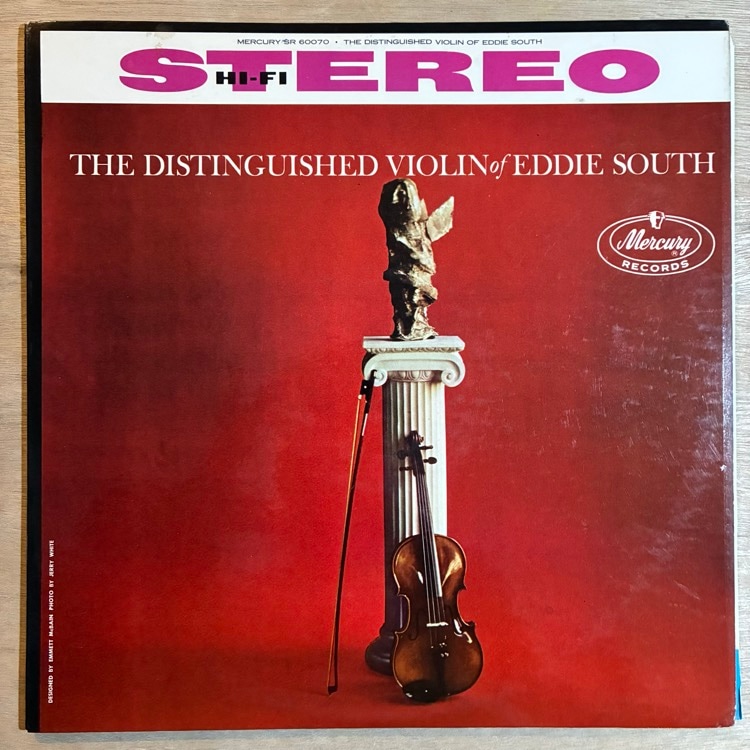 MERCURY SR 60070 · THE DISTINGUISHED VIOLIN OF EDDIE SOUTH
STEREO
HI-FI
THE DISTINGUISHED VIOLIN of EDDIE SOUTH
Mercury
®
RECORDS
DESIGNED BY EMMETT McBAIN PHOTO BY JERRY WHITE